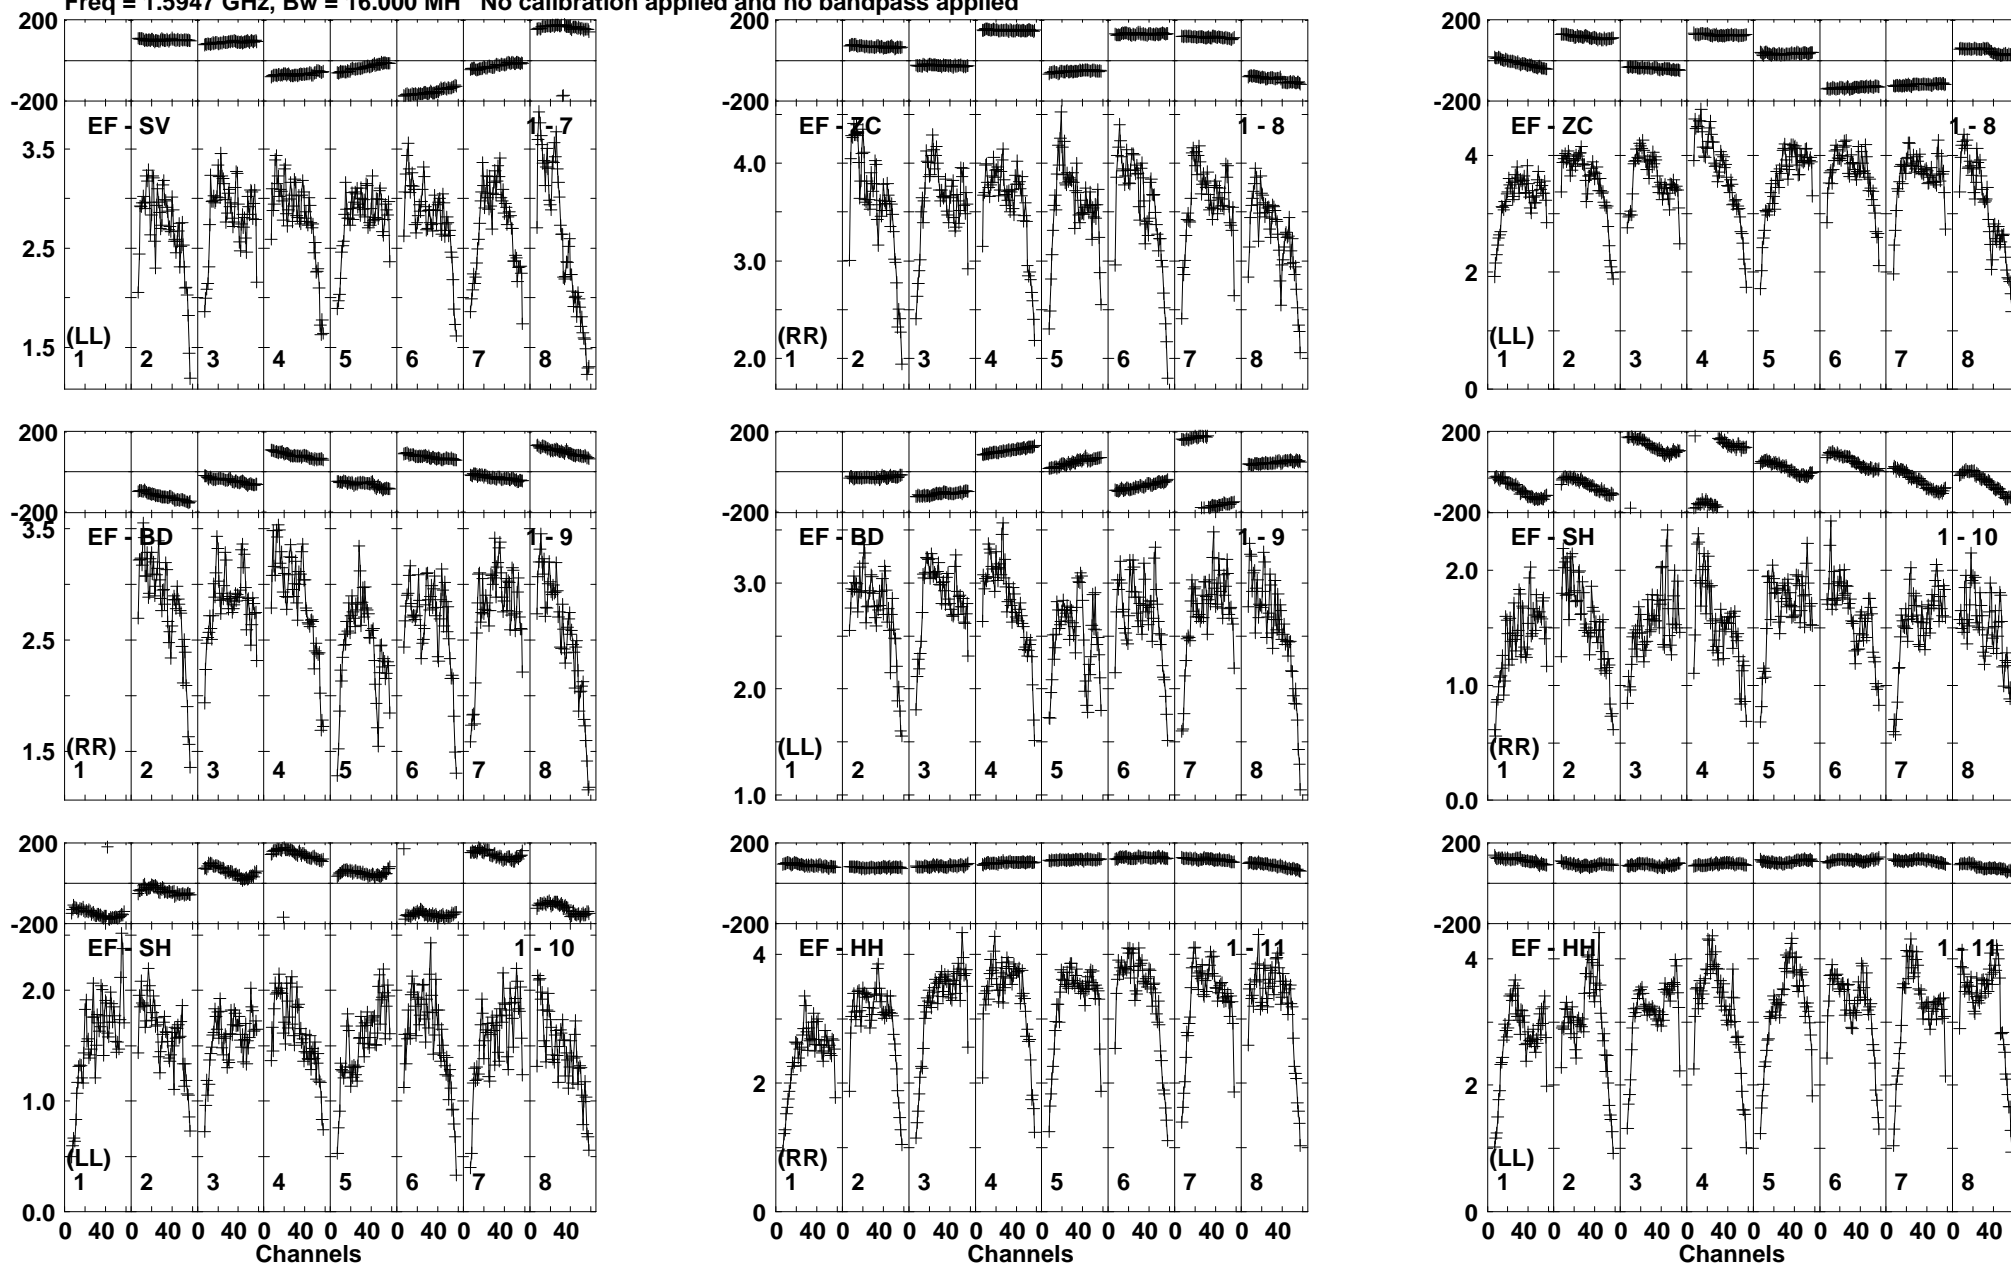 Freq = 1.5947 GHz, Bw = 16.000 MH No calibration applied and no bandpass applied
200
-200
EF - SV 1 - 7
3.5
2.5
1.5
(LL)
1 2 3 4 5 6 7 8
200
-200
EF - ZC 1 - 8
4.0
3.0
2.0
(RR)
1 2 3 4 5 6 7 8
200
-200
EF - ZC 1 - 8
4
2
0
(LL)
1 2 3 4 5 6 7 8
200
-200
EF - BD 1 - 9
3.5
2.5
1.5
(RR)
1 2 3 4 5 6 7 8
200
-200
EF - BD 1 - 9
3.0
2.0
1.0
(LL)
1 2 3 4 5 6 7 8
200
-200
EF - SH 1 - 10
2.0
1.0
0.0
(RR)
1 2 3 4 5 6 7 8
200
-200
EF - SH 1 - 10
2.0
1.0
0.0
(LL)
1 2 3 4 5 6 7 8
0 40 0 40 0 40 0 40 0 40 0 40 0 40 0 40
Channels
200
-200
EF - HH 1 - 11
4
2
0
(RR)
1 2 3 4 5 6 7 8
0 40 0 40 0 40 0 40 0 40 0 40 0 40 0 40
Channels
200
-200
EF - HH 1 - 11
4
2
0
(LL)
1 2 3 4 5 6 7 8
0 40 0 40 0 40 0 40 0 40 0 40 0 40 0 40
Channels